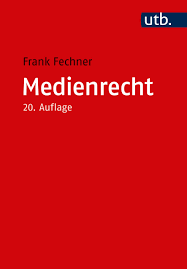 utb.
Frank Fechner
Medienrecht
20. Auflage